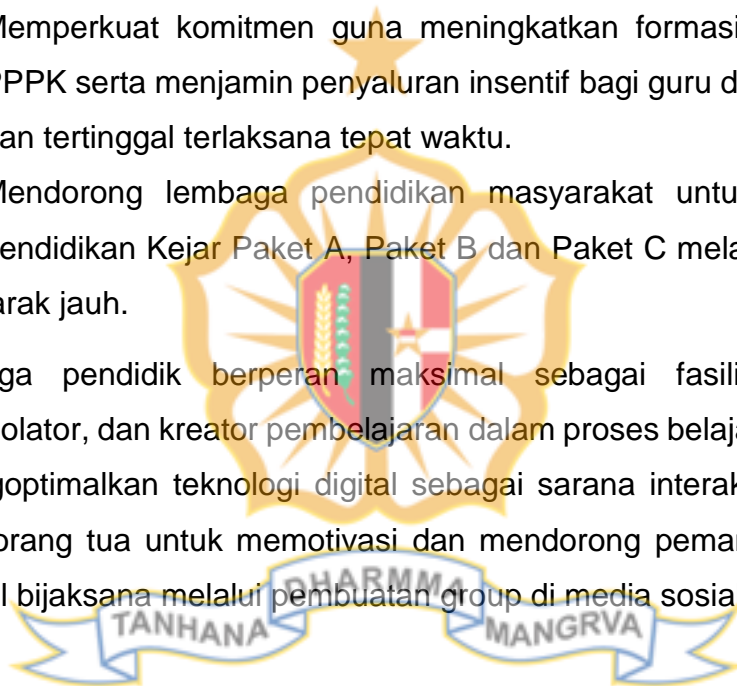 Memperkuat komitmen guna meningkatkan formasi
PPPK serta menjamin penyaluran insentif bagi guru d
an tertinggal terlaksana tepat waktu.
Mendorong lembaga pendidikan masyarakat untu
endidikan Kejar Paket A, Paket B dan Paket C mela
arak jauh.
ga pendidik berperan maksimal sebagai fasili
olator, dan kreator pembelajaran dalam proses belaja
goptimalkan teknologi digital sebagai sarana interak
orang tua untuk memotivasi dan mendorong pemar
l bijaksana melalui pembuatan group di media sosia
TANHANA DHARMMA MANGRVA